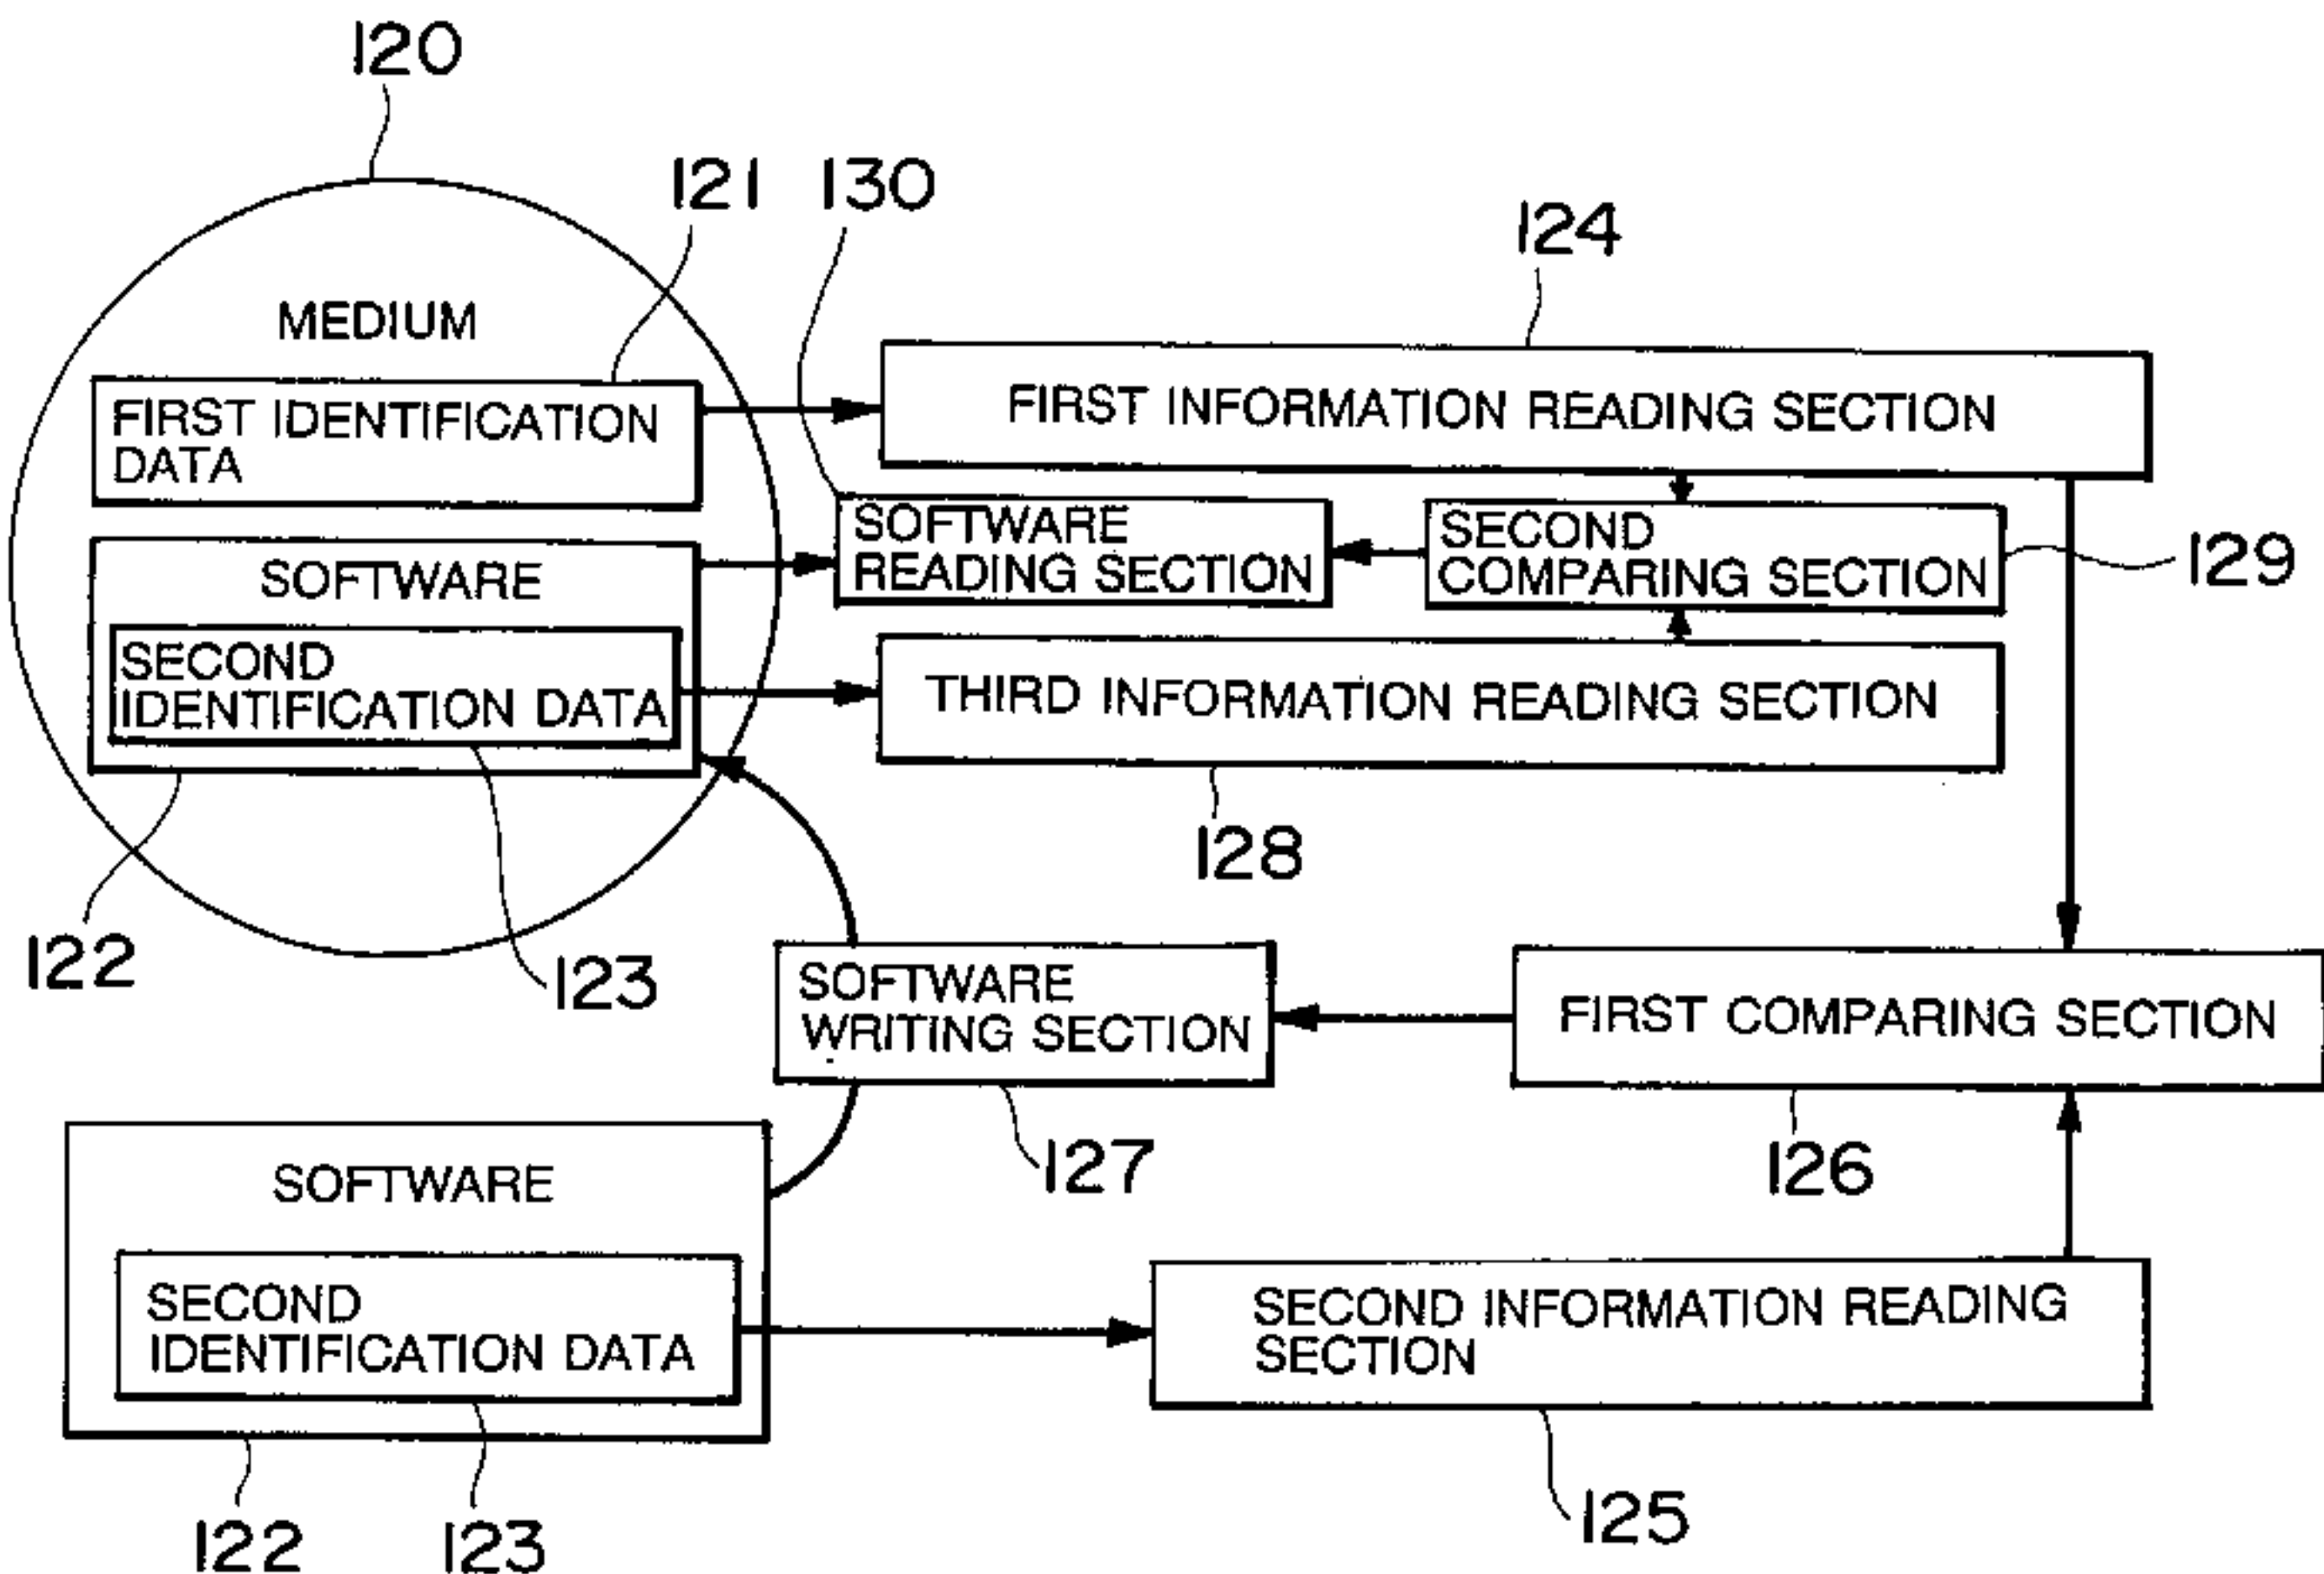 120
121
130
124
MEDIUM
FIRST IDENTIFICATION
DATA
FIRST INFORMATION READING SECTION
SOFTWARE
READING SECTION
SECOND
COMPARING SECTION
129
SOFTWARE
SECOND
IDENTIFICATION DATA
THIRD INFORMATION READING SECTION
128
122
123
SOFTWARE
WRITING SECTION
FIRST COMPARING SECTION
127
126
SOFTWARE
SECOND
IDENTIFICATION DATA
SECOND INFORMATION READING
SECTION
125
122
123